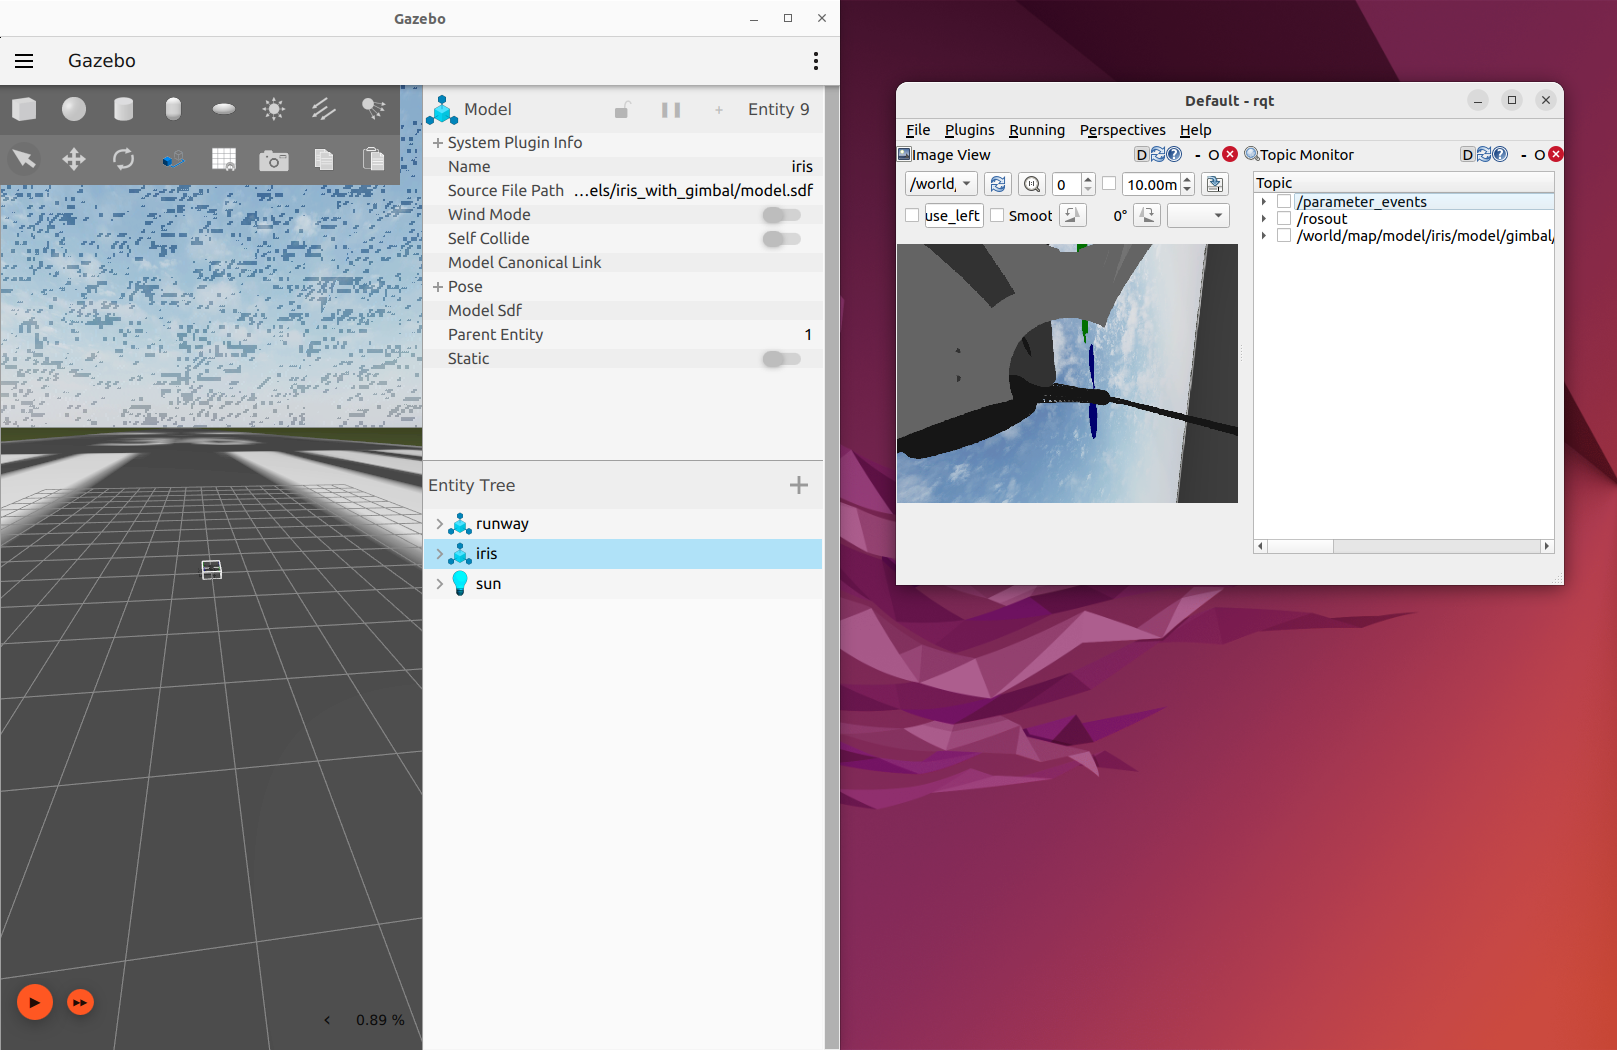 Gazebo
Gazebo
Model
Entity 9
System Plugin Info
Name
iris
Source File Path
...els/iris_with_gimbal/model.sdf
Wind Mode
Self Collide
Model Canonical Link
Pose
Model Sdf
Parent Entity
1
Static
Entity Tree
runway
iris
sun
0.89 %
Default - rqt
File Plugins Running Perspectives Help
Image View
D
- O
/world,
0
10.00m
use_left
Smoot
0°
Topic Monitor
D
- O
Topic
/parameter_events
/rosout
/world/map/model/iris/model/gimbal/